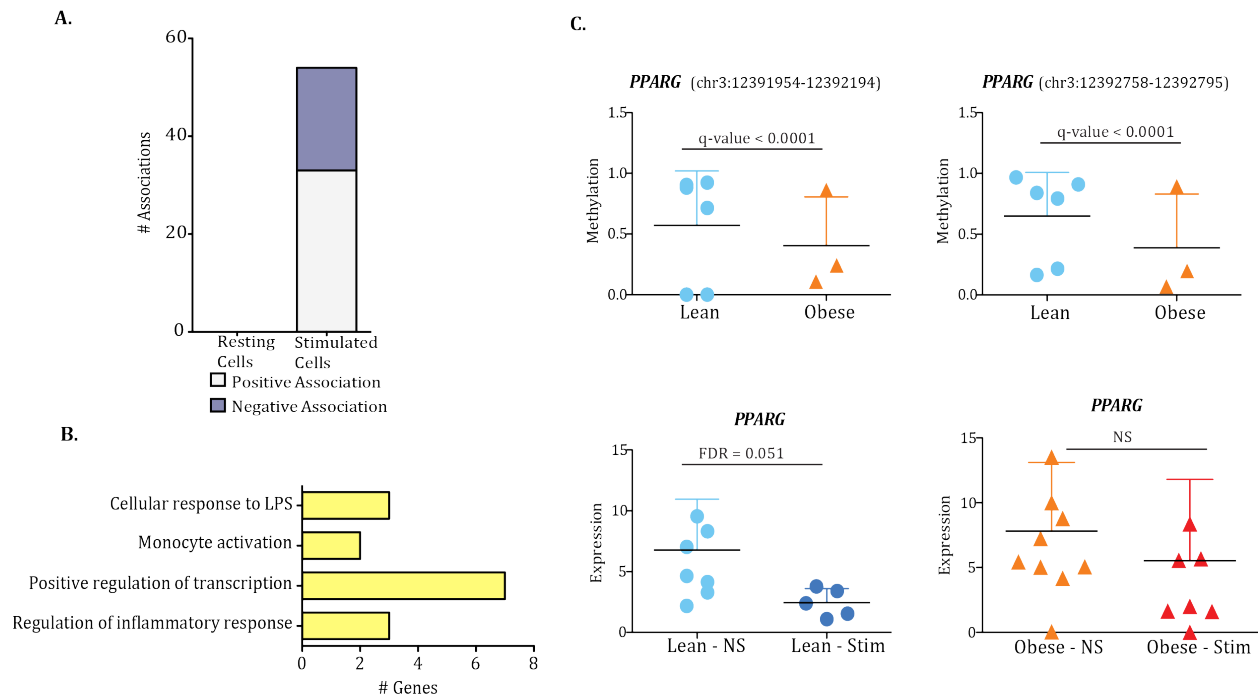 A.
60
40
20
0
# Associations
Resting
Cells
Stimulated
Cells
Positive Association
Negative Association
B.
Cellular response to LPS
Monocyte activation
Positive regulation of transcription
Regulation of inflammatory response
0 2 4 6 8
# Genes
C.
PPARG (chr3:12391954-12392194)
1.5
1.0
0.5
0.0
Methylation
q-value < 0.0001
Lean Obese
PPARG (chr3:12392758-12392795)
1.5
1.0
0.5
0.0
Methylation
q-value < 0.0001
Lean Obese
PPARG
15
10
5
0
Expression
FDR = 0.051
Lean - NS Lean - Stim
PPARG
15
10
5
0
Expression
NS
Obese - NS Obese - Stim